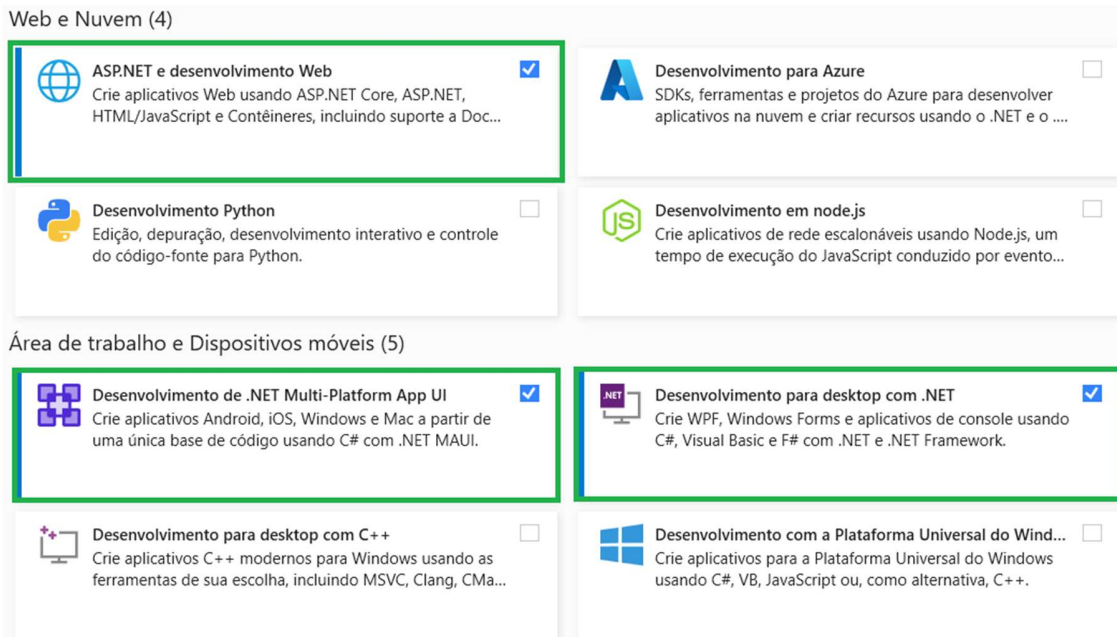 Web e Nuvem (4)
ASP.NET e desenvolvimento Web
Crie aplicativos Web usando ASP.NET Core, ASP.NET,
HTML/JavaScript e Contêineres, incluindo suporte a Doc...
Desenvolvimento para Azure
SDKs, ferramentas e projetos do Azure para desenvolver
aplicativos na nuvem e criar recursos usando o .NET e o ....
Desenvolvimento Python
Edição, depuração, desenvolvimento interativo e controle
do código-fonte para Python.
JS
Desenvolvimento em node.js
Crie aplicativos de rede escalonáveis usando Node.js, um
tempo de execução do JavaScript conduzido por evento...
Área de trabalho e Dispositivos móveis (5)
Desenvolvimento de .NET Multi-Platform App UI
Crie aplicativos Android, iOS, Windows e Mac a partir de
uma única base de código usando C# com .NET MAUI.
.NET
Desenvolvimento para desktop com .NET
Crie WPF, Windows Forms e aplicativos de console usando
C#, Visual Basic e F# com .NET e .NET Framework.
Desenvolvimento para desktop com C++
Crie aplicativos C++ modernos para Windows usando as
ferramentas de sua escolha, incluindo MSVC, Clang, CMa...
Desenvolvimento com a Plataforma Universal do Wind...
Crie aplicativos para a Plataforma Universal do Windows
usando C#, VB, JavaScript ou, como alternativa, C++.